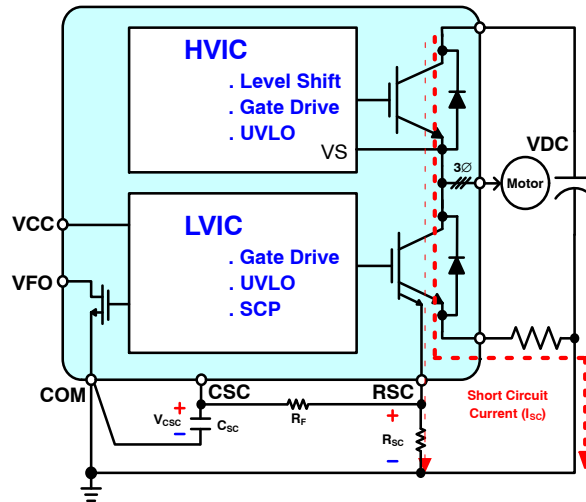 HVIC
. Level Shift
. Gate Drive
. UVLO
VS
VDC
3Ø
Motor
LVIC
. Gate Drive
. UVLO
. SCP
VCC
VFO
COM
CSC
RSC
Short Circuit
Current (ISC)
+
VCSC
−
CSC
RF
+
RSC
−